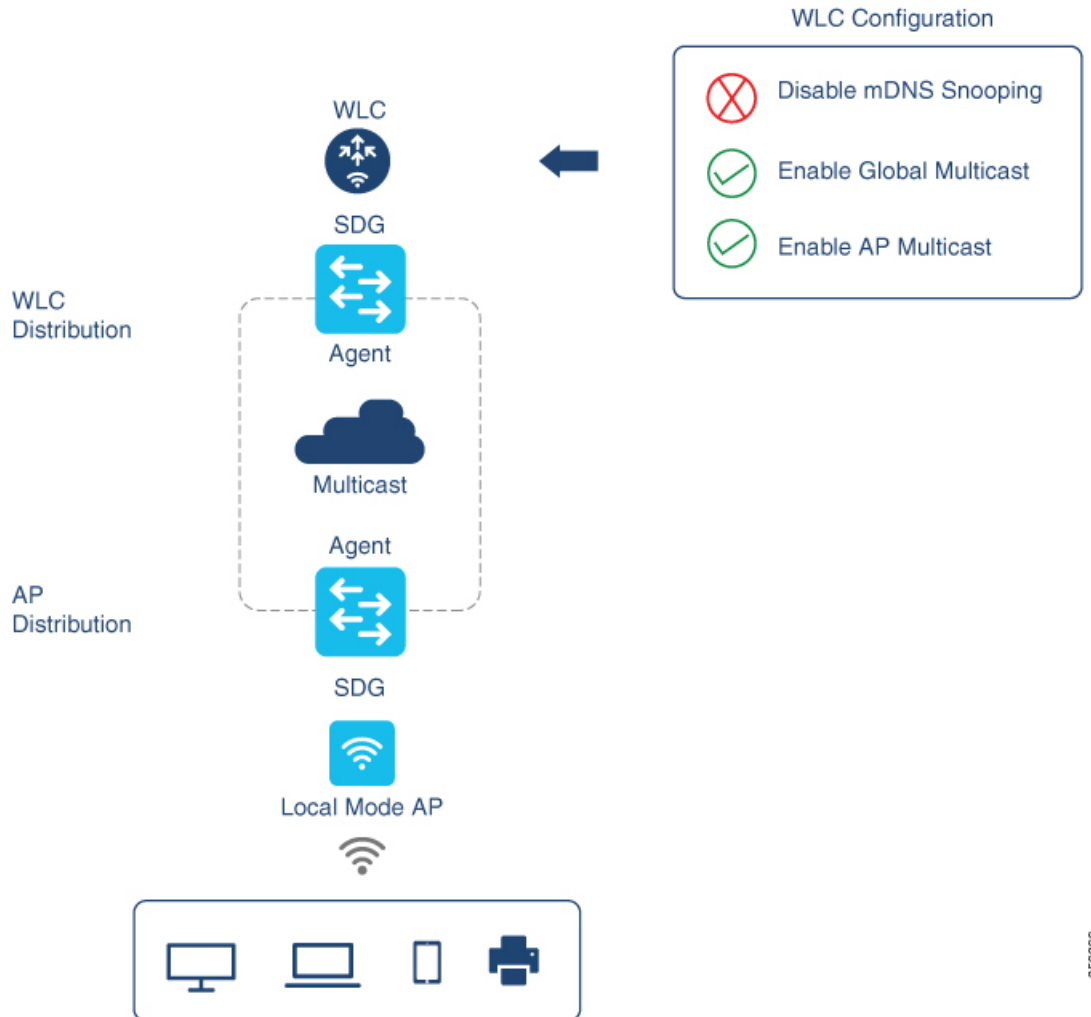 WLC Configuration
Disable mDNS Snooping
Enable Global Multicast
Enable AP Multicast
WLC
SDG
WLC
Distribution
Agent
Multicast
Agent
AP
Distribution
SDG
Local Mode AP